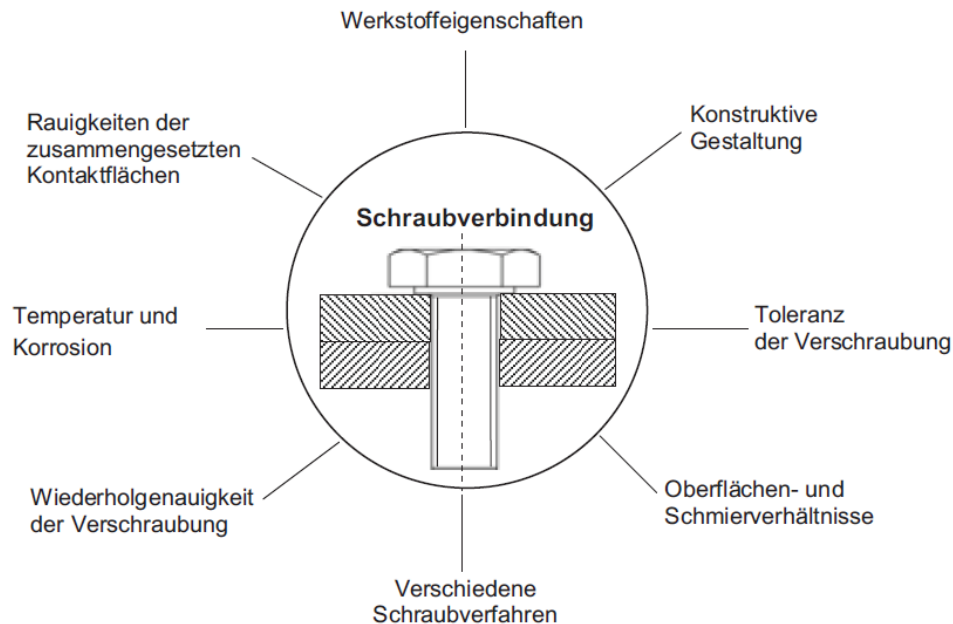 Werkstoffeigenschaften
Rauigkeiten der
zusammengesetzten
Kontaktflächen
Konstruktive
Gestaltung
Schraubverbindung
Temperatur und
Korrosion
Toleranz
der Verschraubung
Wiederholgenauigkeit
der Verschraubung
Oberflächen- und
Schmierverhältnisse
Verschiedene
Schraubverfahren